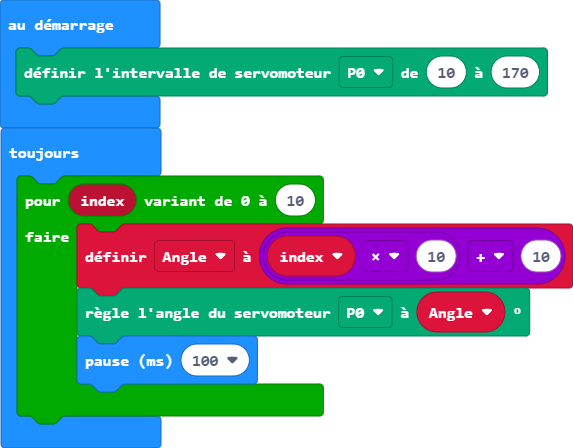 au démarrage
définir l'intervalle de servomoteur P0 de 10 à 170
toujours
pour index variant de 0 à 10
faire
définir Angle à index × 10 + 10
règle l'angle du servomoteur P0 à Angle °
pause (ms) 100